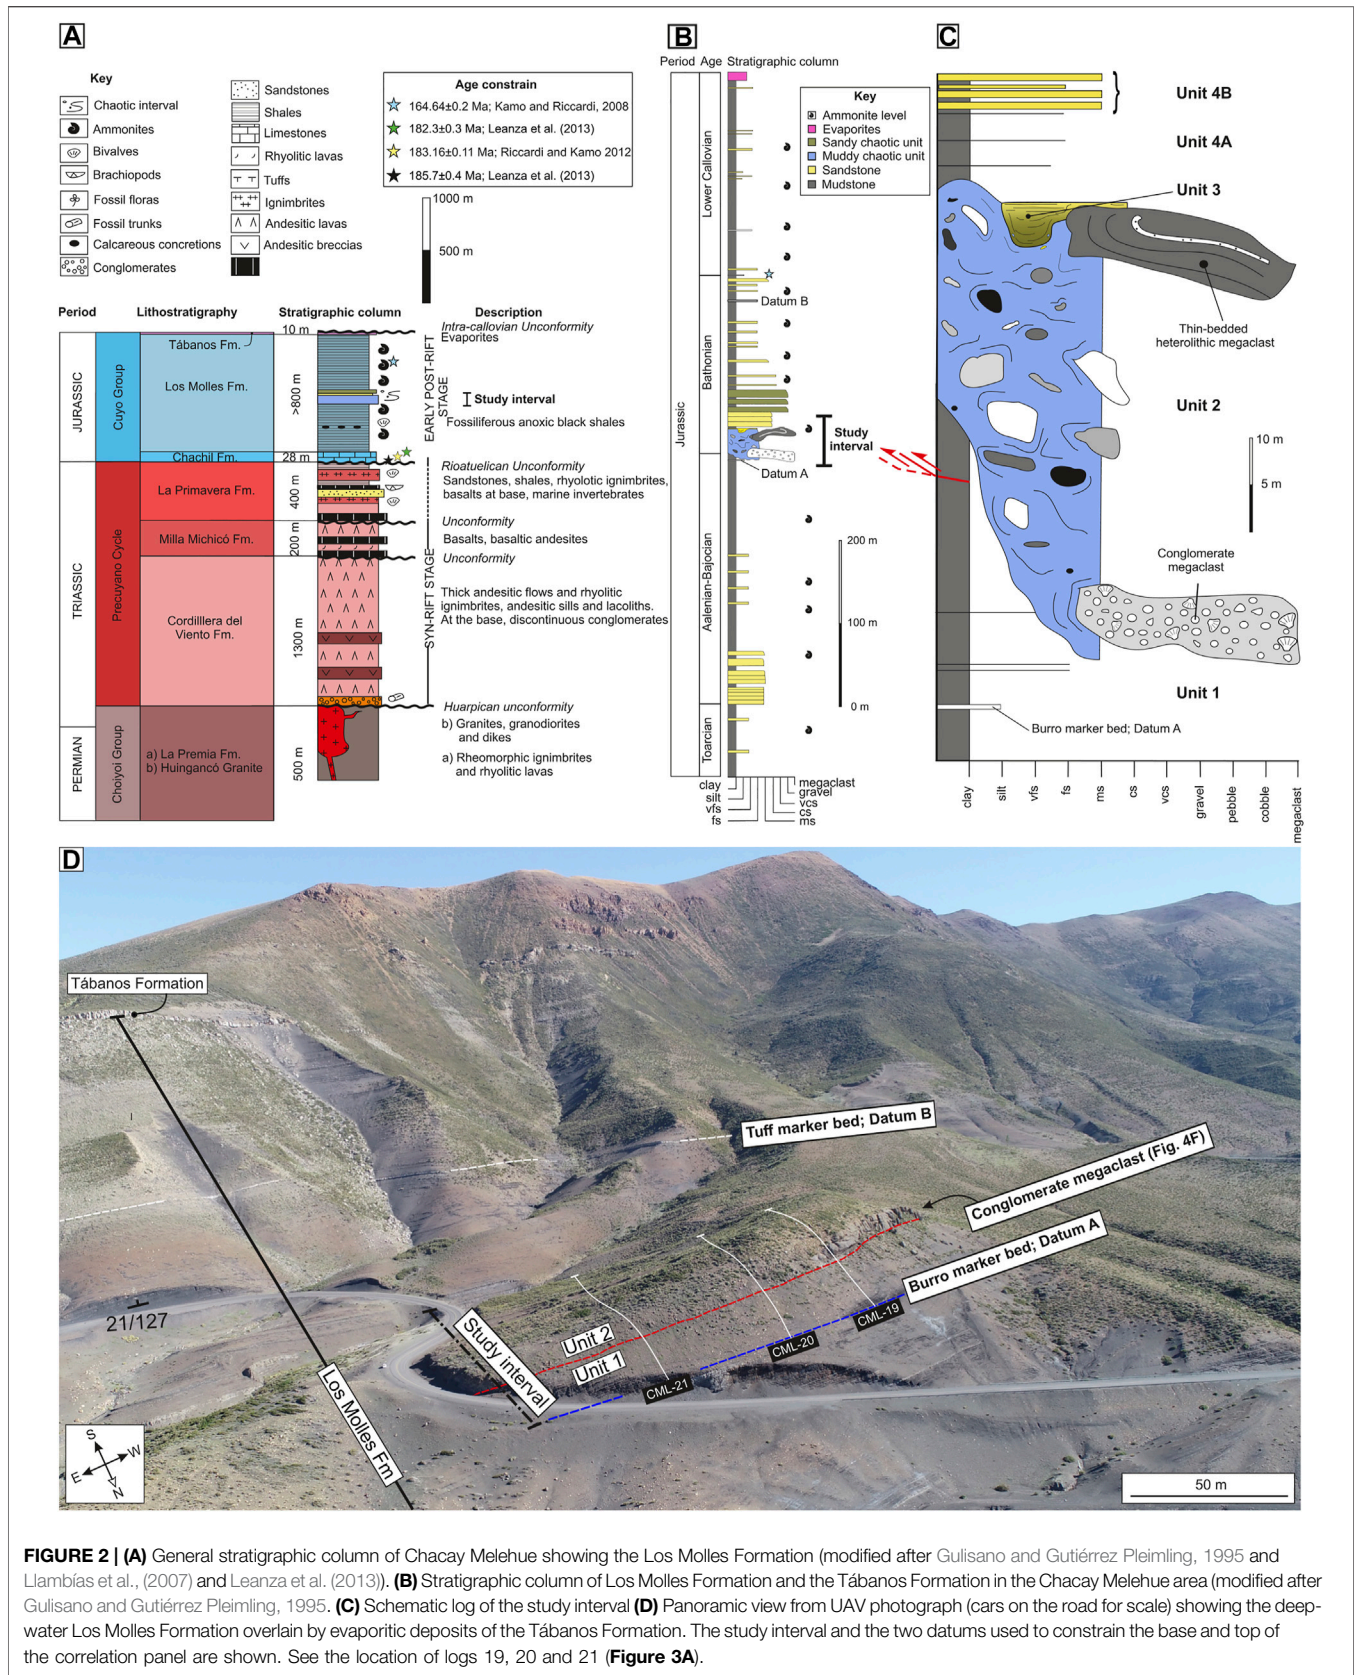 A
Key
Chaotic interval
Ammonites
Bivalves
Brachiopods
Fossil floras
Fossil trunks
Calcareous concretions
Conglomerates
Sandstones
Shales
Limestones
Rhyolitic lavas
Tuffs
Ignimbrites
Andesitic lavas
Andesitic breccias
Age constrain
164.64±0.2 Ma; Kamo and Riccardi, 2008
182.3±0.3 Ma; Leanza et al. (2013)
183.16±0.11 Ma; Riccardi and Kamo 2012
185.7±0.4 Ma; Leanza et al. (2013)
1000 m
500 m
Period
Lithostratigraphy
Stratigraphic column
Description
JURASSIC
TRIASSIC
PERMIAN
Cuyo Group
Precuyano Cycle
Choiyoi Group
Tábanos Fm.
Los Molles Fm.
Chachil Fm.
La Primavera Fm.
Milla Michicó Fm.
Cordilllera del
Viento Fm.
a) La Premia Fm.
b) Huingancó Granite
10 m
>800 m
28 m
400 m
200 m
1300 m
500 m
EARLY POST-RIFT
STAGE
SYN-RIFT STAGE
Intra-callovian Unconformity
Evaporites
Study interval
Fossiliferous anoxic black shales
Rioatuelican Unconformity
Sandstones, shales, rhyolotic ignimbrites,
basalts at base, marine invertebrates
Unconformity
Basalts, basaltic andesites
Unconformity
Thick andesitic flows and rhyolitic
ignimbrites, andesitic sills and lacoliths.
At the base, discontinuous conglomerates
Huarpican unconformity
b) Granites, granodiorites
and dikes
a) Rheomorphic ignimbrites
and rhyolitic lavas
B
Period Age Stratigraphic column
Key
Ammonite level
Evaporites
Sandy chaotic unit
Muddy chaotic unit
Sandstone
Mudstone
Jurassic
Lower Callovian
Bathonian
Aalenian-Bajocian
Toarcian
Datum B
Study
interval
Datum A
200 m
100 m
0 m
clay
silt
vfs
fs
megaclast
gravel
vcs
cs
ms
C
Unit 4B
Unit 4A
Unit 3
Thin-bedded
heterolithic megaclast
Unit 2
10 m
5 m
Conglomerate
megaclast
Unit 1
Burro marker bed; Datum A
clay
silt
vfs
fs
ms
cs
vcs
gravel
pebble
cobble
megaclast
D
Tábanos Formation
Tuff marker bed; Datum B
Conglomerate megaclast (Fig. 4F)
Burro marker bed; Datum A
21/127
Study interval
Unit 2
Unit 1
CML-21
CML-20
CML-19
Los Molles Fm
S
W
E
N
50 m
FIGURE 2 | (A) General stratigraphic column of Chacay Melehue showing the Los Molles Formation (modified after Gulisano and Gutiérrez Pleimling, 1995 and
Llambías et al., (2007) and Leanza et al. (2013)). (B) Stratigraphic column of Los Molles Formation and the Tábanos Formation in the Chacay Melehue area (modified after
Gulisano and Gutiérrez Pleimling, 1995. (C) Schematic log of the study interval (D) Panoramic view from UAV photograph (cars on the road for scale) showing the deep-
water Los Molles Formation overlain by evaporitic deposits of the Tábanos Formation. The study interval and the two datums used to constrain the base and top of
the correlation panel are shown. See the location of logs 19, 20 and 21 (Figure 3A).